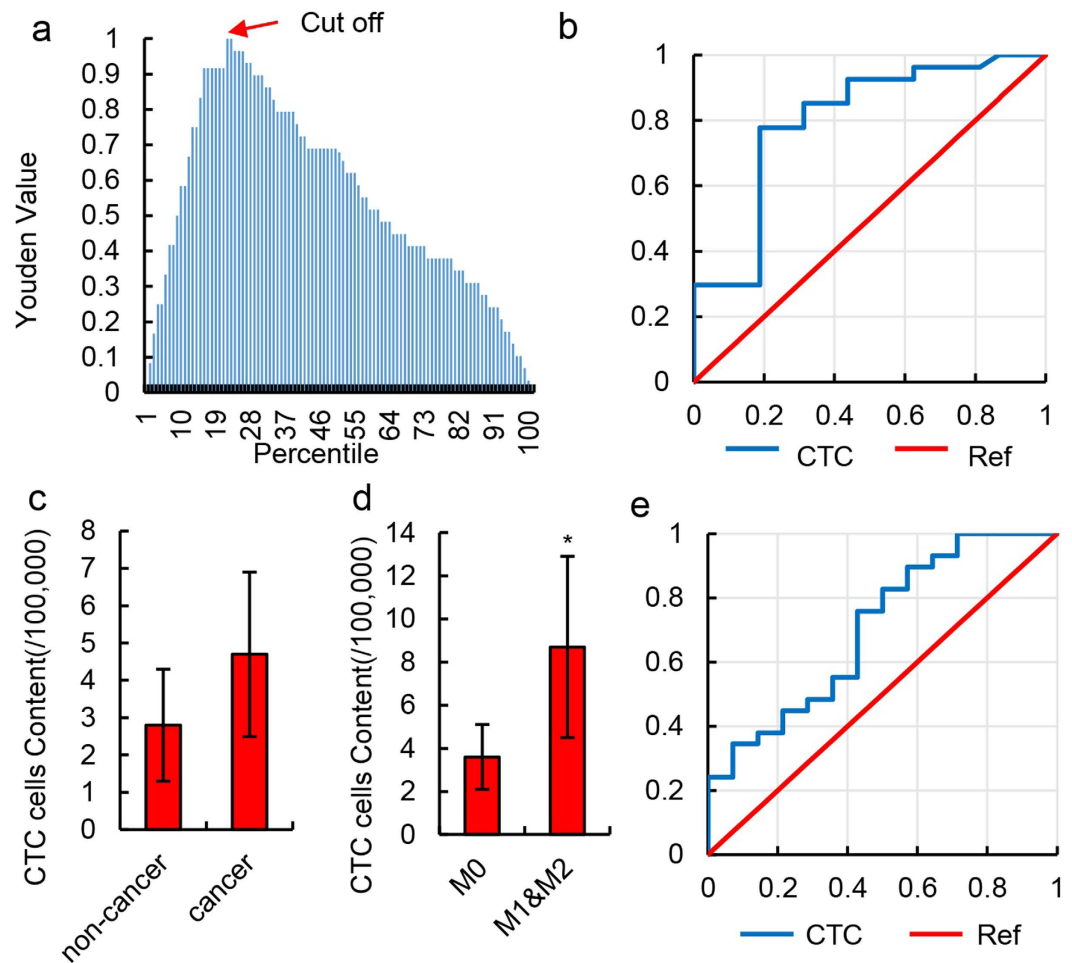 a
Cut off
Youden Value
1
0.9
0.8
0.7
0.6
0.5
0.4
0.3
0.2
0.1
0
1 10 19 28 37 46 155 64 73 82 91 100
Percentile
b
1
0.8
0.6
0.4
0.2
0
0 0.2 0.4 0.6 0.8 1
CTC Ref
c
CTC cells Content(/100,000)
8
7
6
5
4
3
2
1
0
non-cancer cancer
d
CTC cells Content(/100,000)
14
12
10
8
6
4
2
0
*
M0 M1&M2
e
1
0.8
0.6
0.4
0.2
0
0 0.2 0.4 0.6 0.8 1
CTC Ref